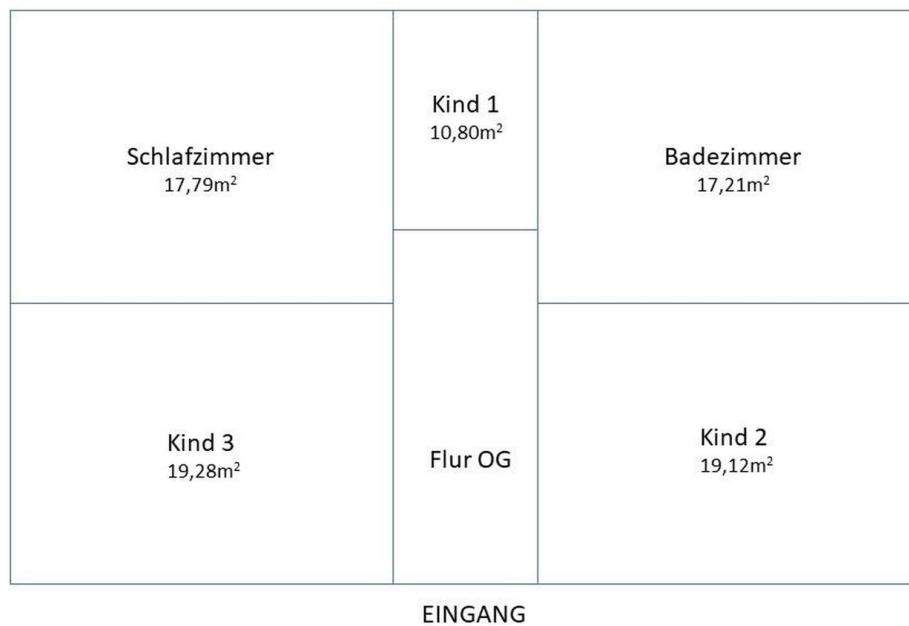 Kind 1
10,80m²
Schlafzimmer
17,79m²
Badezimmer
17,21m²
Kind 3
19,28m²
Flur OG
Kind 2
19,12m²
EINGANG